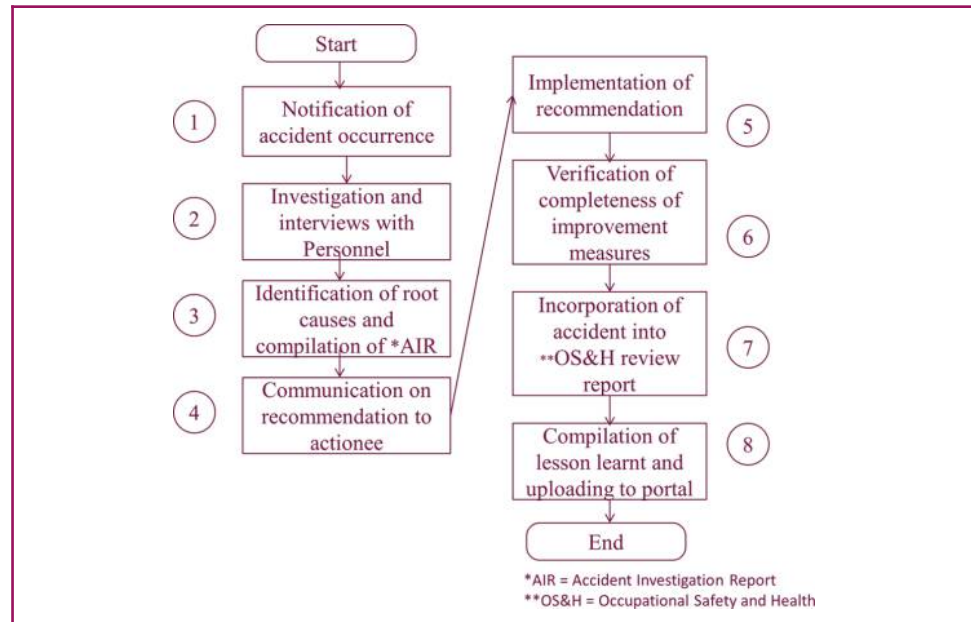 Start
1
Notification of
accident occurrence
2
Investigation and
interviews with
Personnel
3
Identification of root
causes and
compilation of *AIR
4
Communication on
recommendation to
actionee
Implementation of
recommendation
5
Verification of
completeness of
improvement
measures
6
Incorporation of
accident into
**OS&H review
report
7
Compilation of
lesson learnt and
uploading to portal
8
End
*AIR = Accident Investigation Report
**OS&H = Occupational Safety and Health